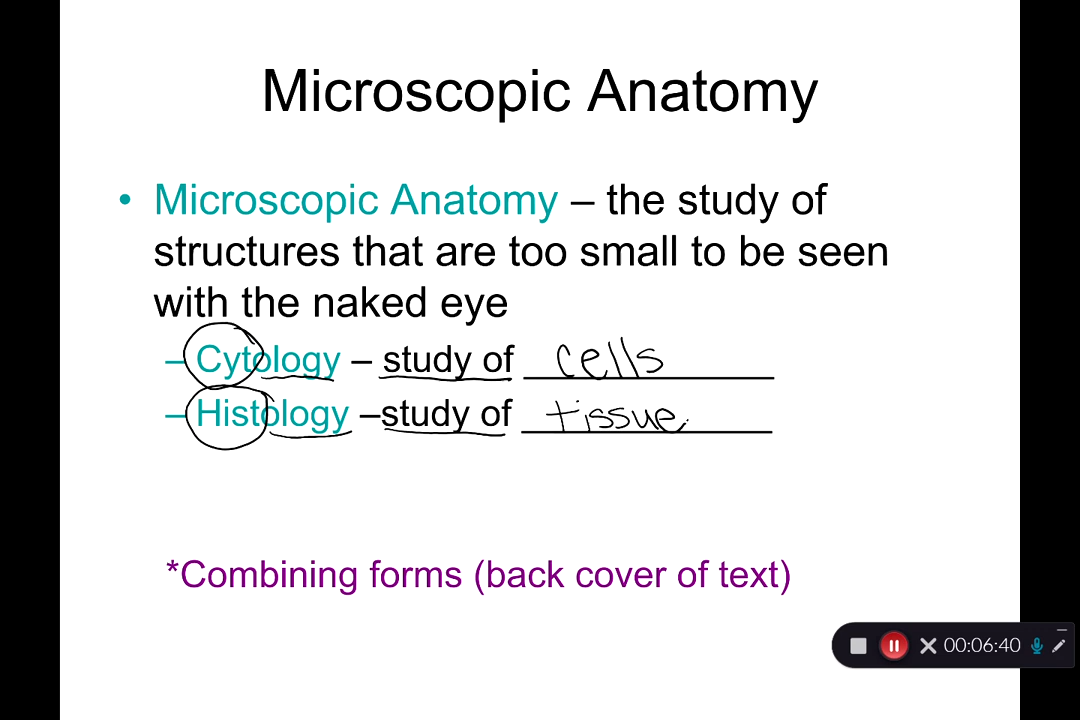 Microscopic Anatomy
• Microscopic Anatomy – the study of
structures that are too small to be seen
with the naked eye
– Cytology – study of cells
– Histology –study of tissue
*Combining forms (back cover of text)
00:06:40